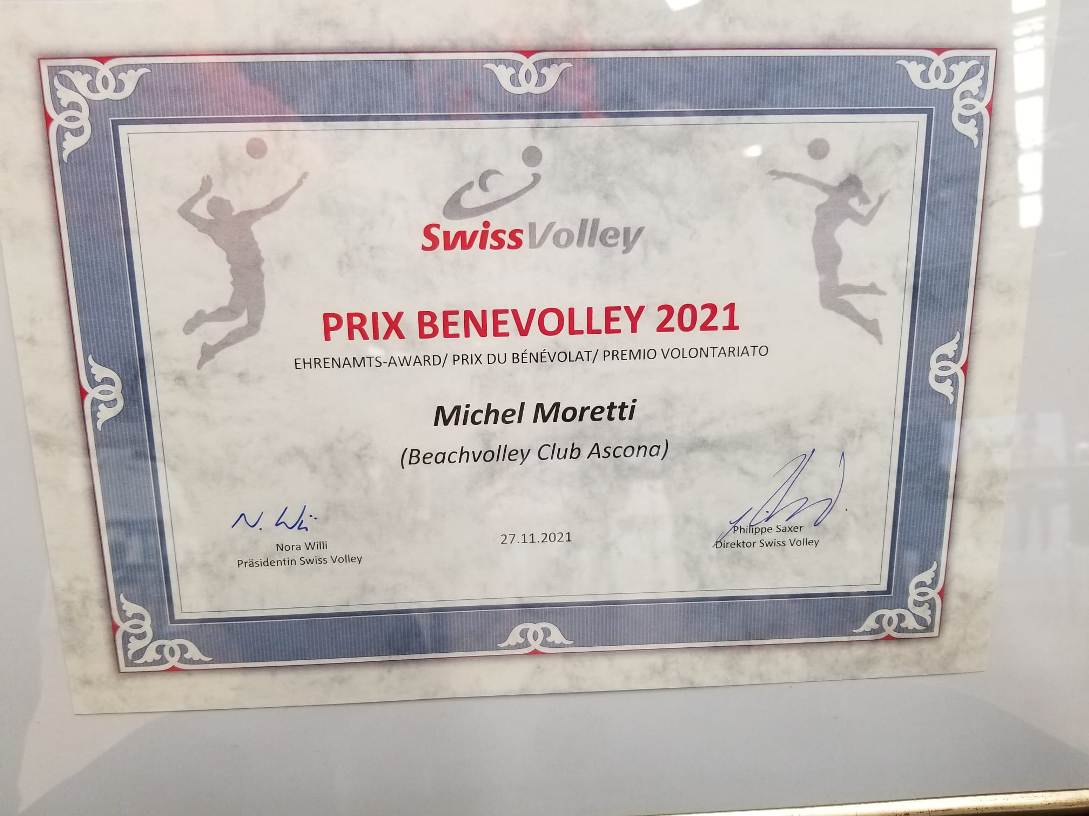 SwissVolley
PRIX BENEVOLLEY 2021
EHRENAMTS-AWARD/ PRIX DU BÉNÉVOLAT/ PREMIO VOLONTARIATO
Michel Moretti
(Beachvolley Club Ascona)
N. Willi
Nora Willi
Präsidentin Swiss Volley
27.11.2021
Philippe Saxer
Direktor Swiss Volley